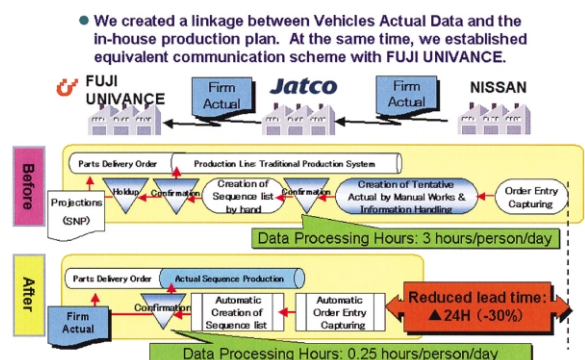 ● We created a linkage between Vehicles Actual Data and the
in-house production plan.  At the same time, we established
equivalent communication scheme with FUJI UNIVANCE.
FUJI
UNIVANCE
Firm
Actual
Jatco
Firm
Actual
NISSAN
Before
Parts Delivery Order
Production Line: Traditional Production System
Projections
(SNP)
Holdup
Confirmation
Creation of
Sequence list
by hand
Confirmation
Creation of Tentative
Actual by Manual Works &
Information Handling
Order Entry
Capturing
Data Processing Hours: 3 hours/person/day
After
Parts Delivery Order
Actual Sequence Production
Firm
Actual
Confirmation
Automatic
Creation of
Sequence list
Automatic
Order Entry
Capturing
Reduced lead time:
▲24H (-30%)
Data Processing Hours: 0.25 hours/person/day